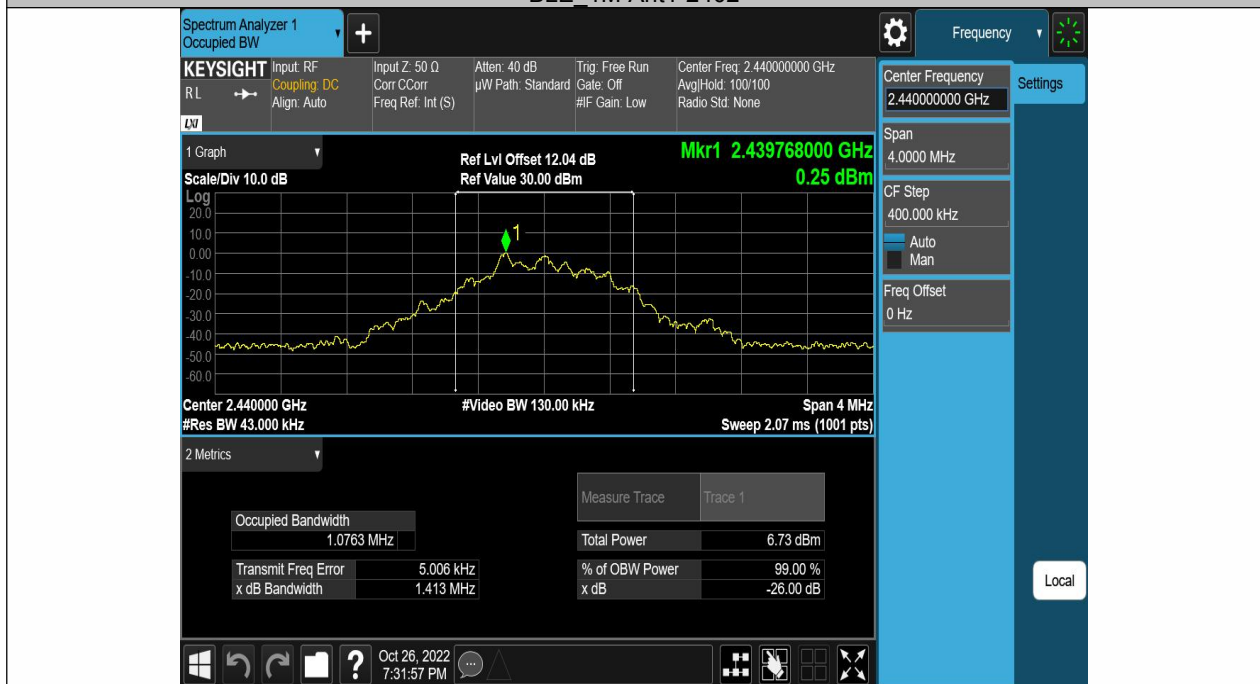 Spectrum Analyzer 1
Occupied BW
Frequency
KEYSIGHT
RL
LXI
Input: RF
Coupling: DC
Align: Auto
Input Z: 50 Ω
Corr CCorr
Freq Ref: Int (S)
Atten: 40 dB
µW Path: Standard
Trig: Free Run
Gate: Off
#IF Gain: Low
Center Freq: 2.440000000 GHz
Avg|Hold: 100/100
Radio Std: None
Center Frequency
2.440000000 GHz
Settings
Span
4.0000 MHz
CF Step
400.000 kHz
Auto
Man
Freq Offset
0 Hz
Local
1 Graph
Scale/Div 10.0 dB
Ref Lvl Offset 12.04 dB
Ref Value 30.00 dBm
Mkr1 2.439768000 GHz
0.25 dBm
Log
20.0
10.0
0.00
-10.0
-20.0
-30.0
-40.0
-50.0
-60.0
1
Center 2.440000 GHz
#Res BW 43.000 kHz
#Video BW 130.00 kHz
Span 4 MHz
Sweep 2.07 ms (1001 pts)
2 Metrics
Measure Trace Trace 1
Occupied Bandwidth
1.0763 MHz
Total Power 6.73 dBm
Transmit Freq Error 5.006 kHz
% of OBW Power 99.00 %
x dB Bandwidth 1.413 MHz
x dB -26.00 dB
?
Oct 26, 2022
7:31:57 PM